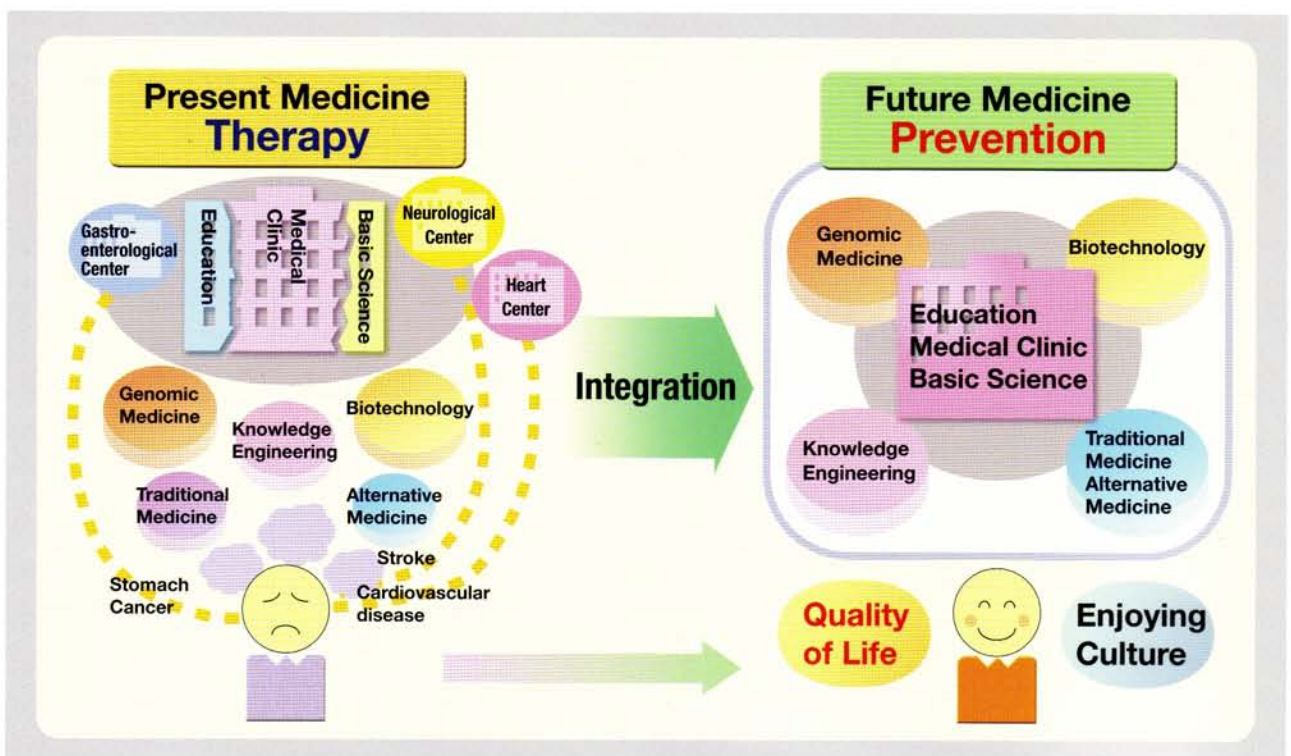 Present Medicine
Therapy
Gastro-
enterological
Center
Education
Medical
Clinic
Basic Science
Neurological
Center
Heart
Center
Genomic
Medicine
Knowledge
Engineering
Biotechnology
Traditional
Medicine
Alternative
Medicine
Stomach
Cancer
Stroke
Cardiovascular
disease
Integration
Future Medicine
Prevention
Genomic
Medicine
Biotechnology
Education
Medical Clinic
Basic Science
Knowledge
Engineering
Traditional
Medicine
Alternative
Medicine
Quality
of Life
Enjoying
Culture